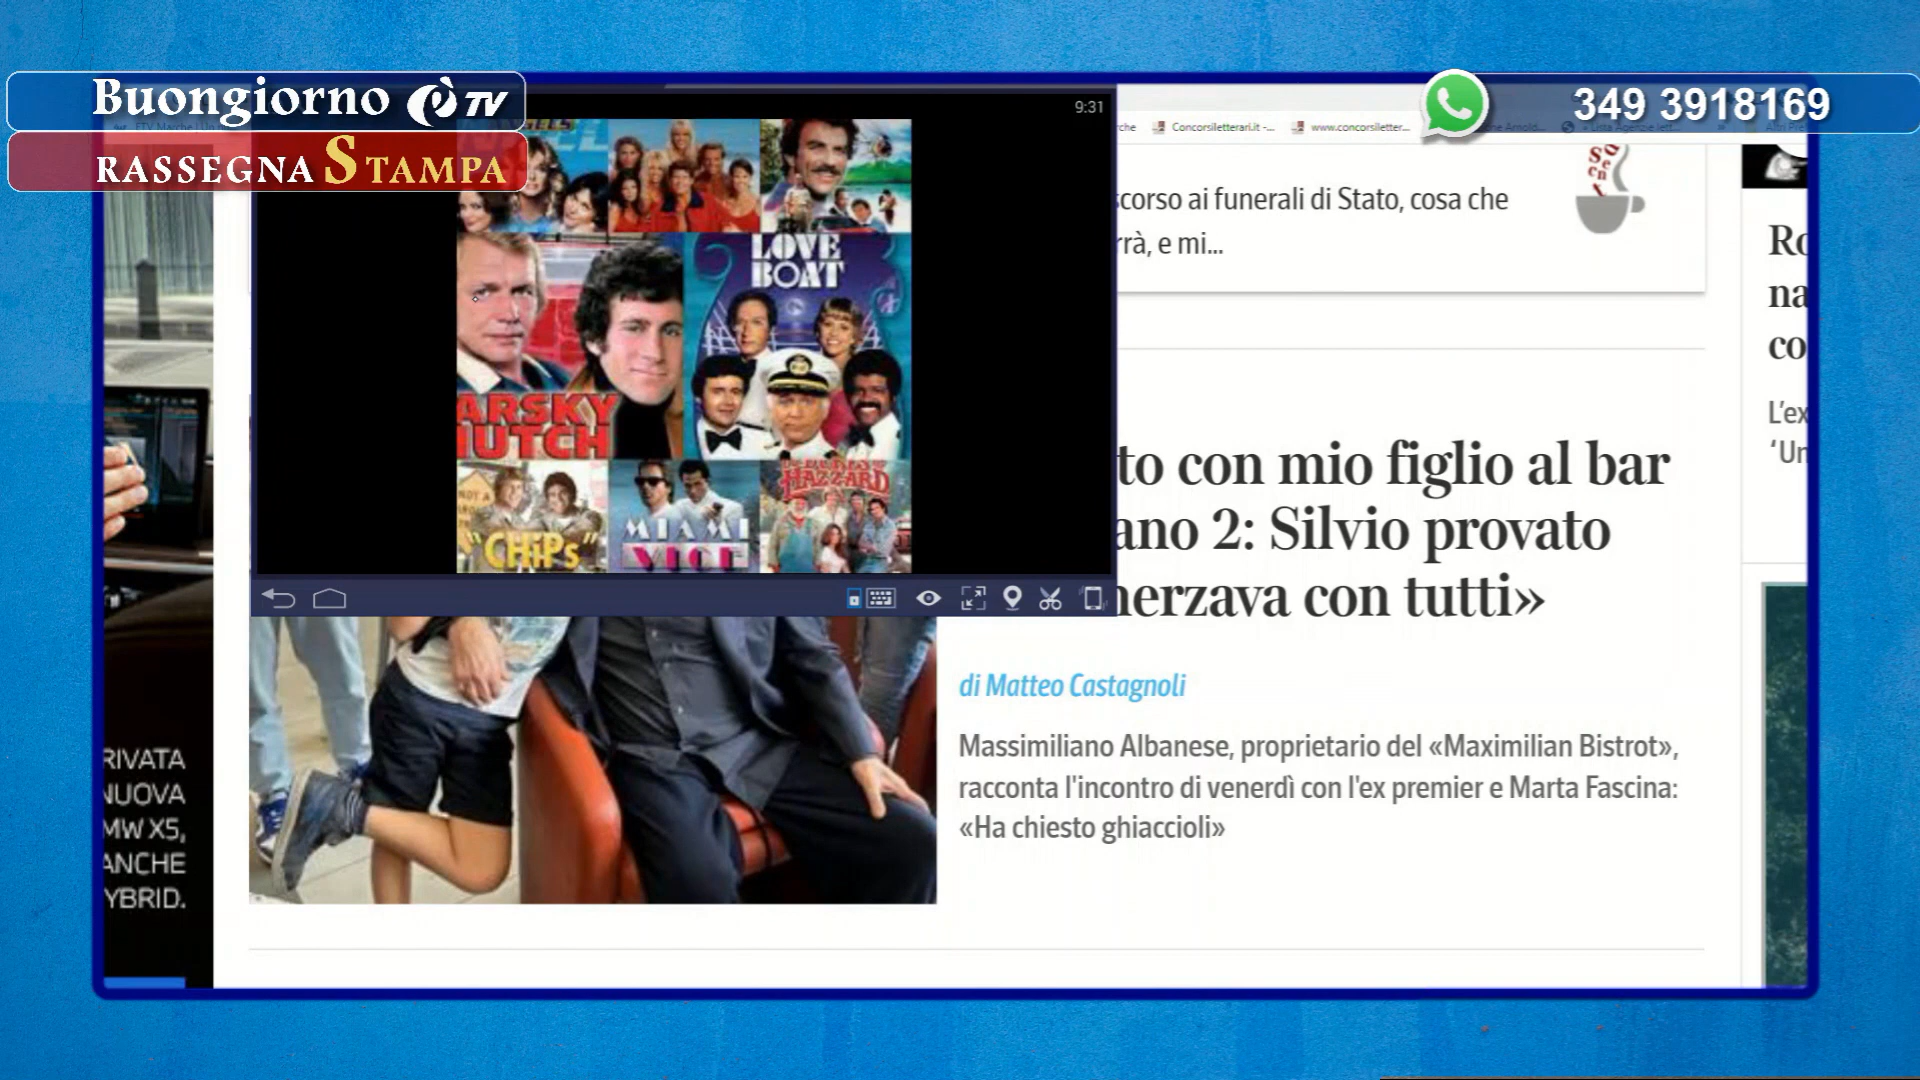 Buongiorno è TV
RASSEGNA STAMPA
349 3918169
9:31
rche
Concorsiletterari.it -...
www.concorsiletter...
corso ai funerali di Stato, cosa che
rrà, e mi...
LOVE
BOAT
ARSKY
HUTCH
NOT A
"CHiPs"
MIAMI
VICE
HAZZARD
to con mio figlio al bar
ano 2: Silvio provato
herzava con tutti»
di Matteo Castagnoli
Massimiliano Albanese, proprietario del «Maximilian Bistrot»,
racconta l'incontro di venerdì con l'ex premier e Marta Fascina:
«Ha chiesto ghiaccioli»
RIVATA
NUOVA
MW X5,
ANCHE
YBRID.
Ro
na
co
L'ex
'Un